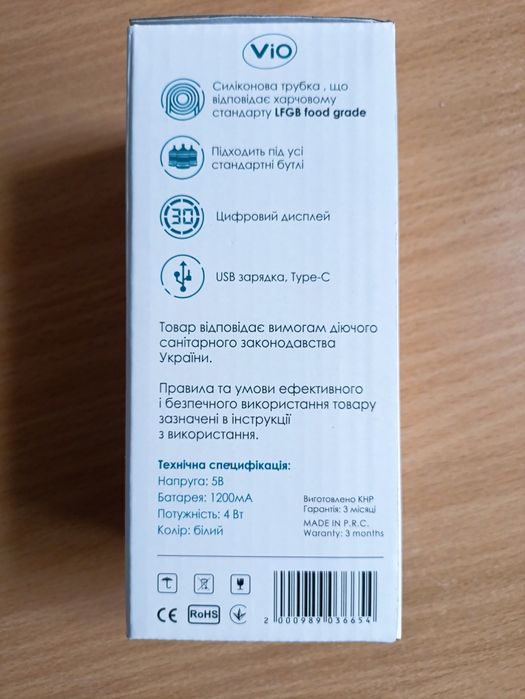 ViO
Силіконова трубка , що
відповідає харчовому
стандарту LFGB food grade
Підходить під усі
стандартні бутлі
30
Цифровий дисплей
USB зарядка, Type-C
Товар відповідає вимогам діючого
санітарного законодавства
України.
Правила та умови ефективного
і безпечного використання товару
зазначені в інструкції
з використання.
Технічна специфікація:
Напруга: 5В
Батарея: 1200мА
Потужність: 4 Вт
Колір: білий
Виготовлено КНР
Гарантія: 3 місяці
MADE IN P.R.C.
Waranty: 3 months
CE RoHS
2 000989 036654